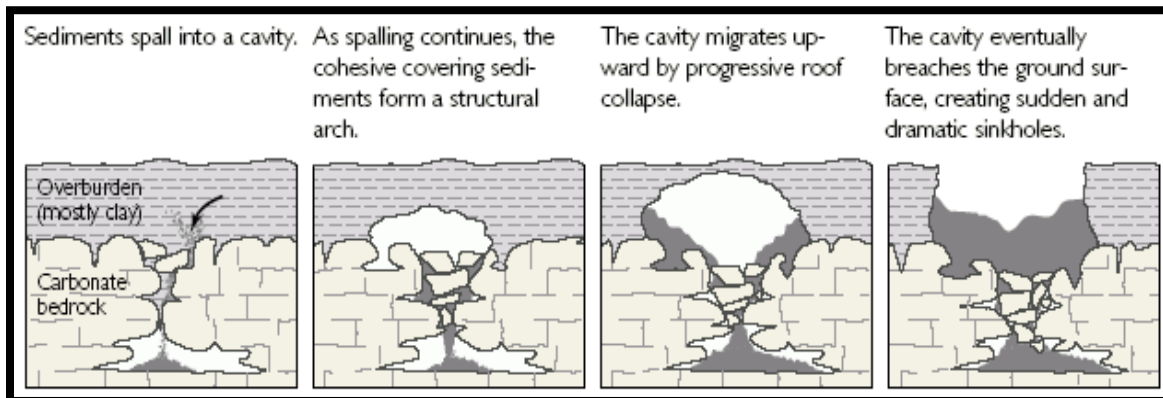 Sediments spall into a cavity.
As spalling continues, the
cohesive covering sedi-
ments form a structural
arch.
The cavity migrates up-
ward by progressive roof
collapse.
The cavity eventually
breaches the ground sur-
face, creating sudden and
dramatic sinkholes.
Overburden
(mostly clay)
Carbonate
bedrock